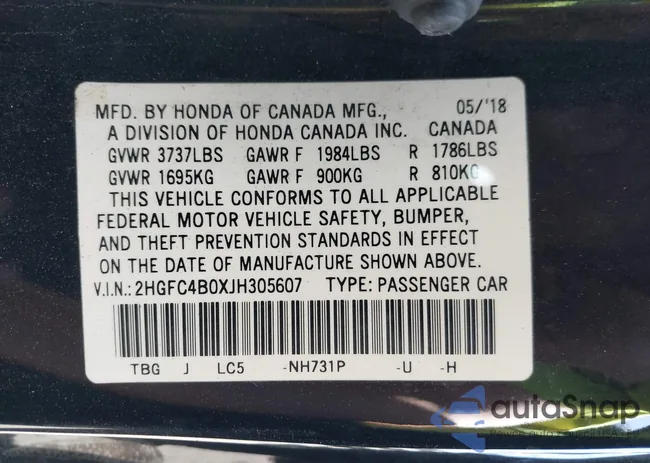 MFD. BY HONDA OF CANADA MFG., 05/'18
A DIVISION OF HONDA CANADA INC. CANADA
GVWR 3737LBS GAWR F 1984LBS R 1786LBS
GVWR 1695KG GAWR F 900KG R 810KG
THIS VEHICLE CONFORMS TO ALL APPLICABLE
FEDERAL MOTOR VEHICLE SAFETY, BUMPER,
AND THEFT PREVENTION STANDARDS IN EFFECT
ON THE DATE OF MANUFACTURE SHOWN ABOVE.
V.I.N.: 2HGFC4B0XJH305607 TYPE: PASSENGER CAR
TBG J LC5 -NH731P -U -H
autoSnap